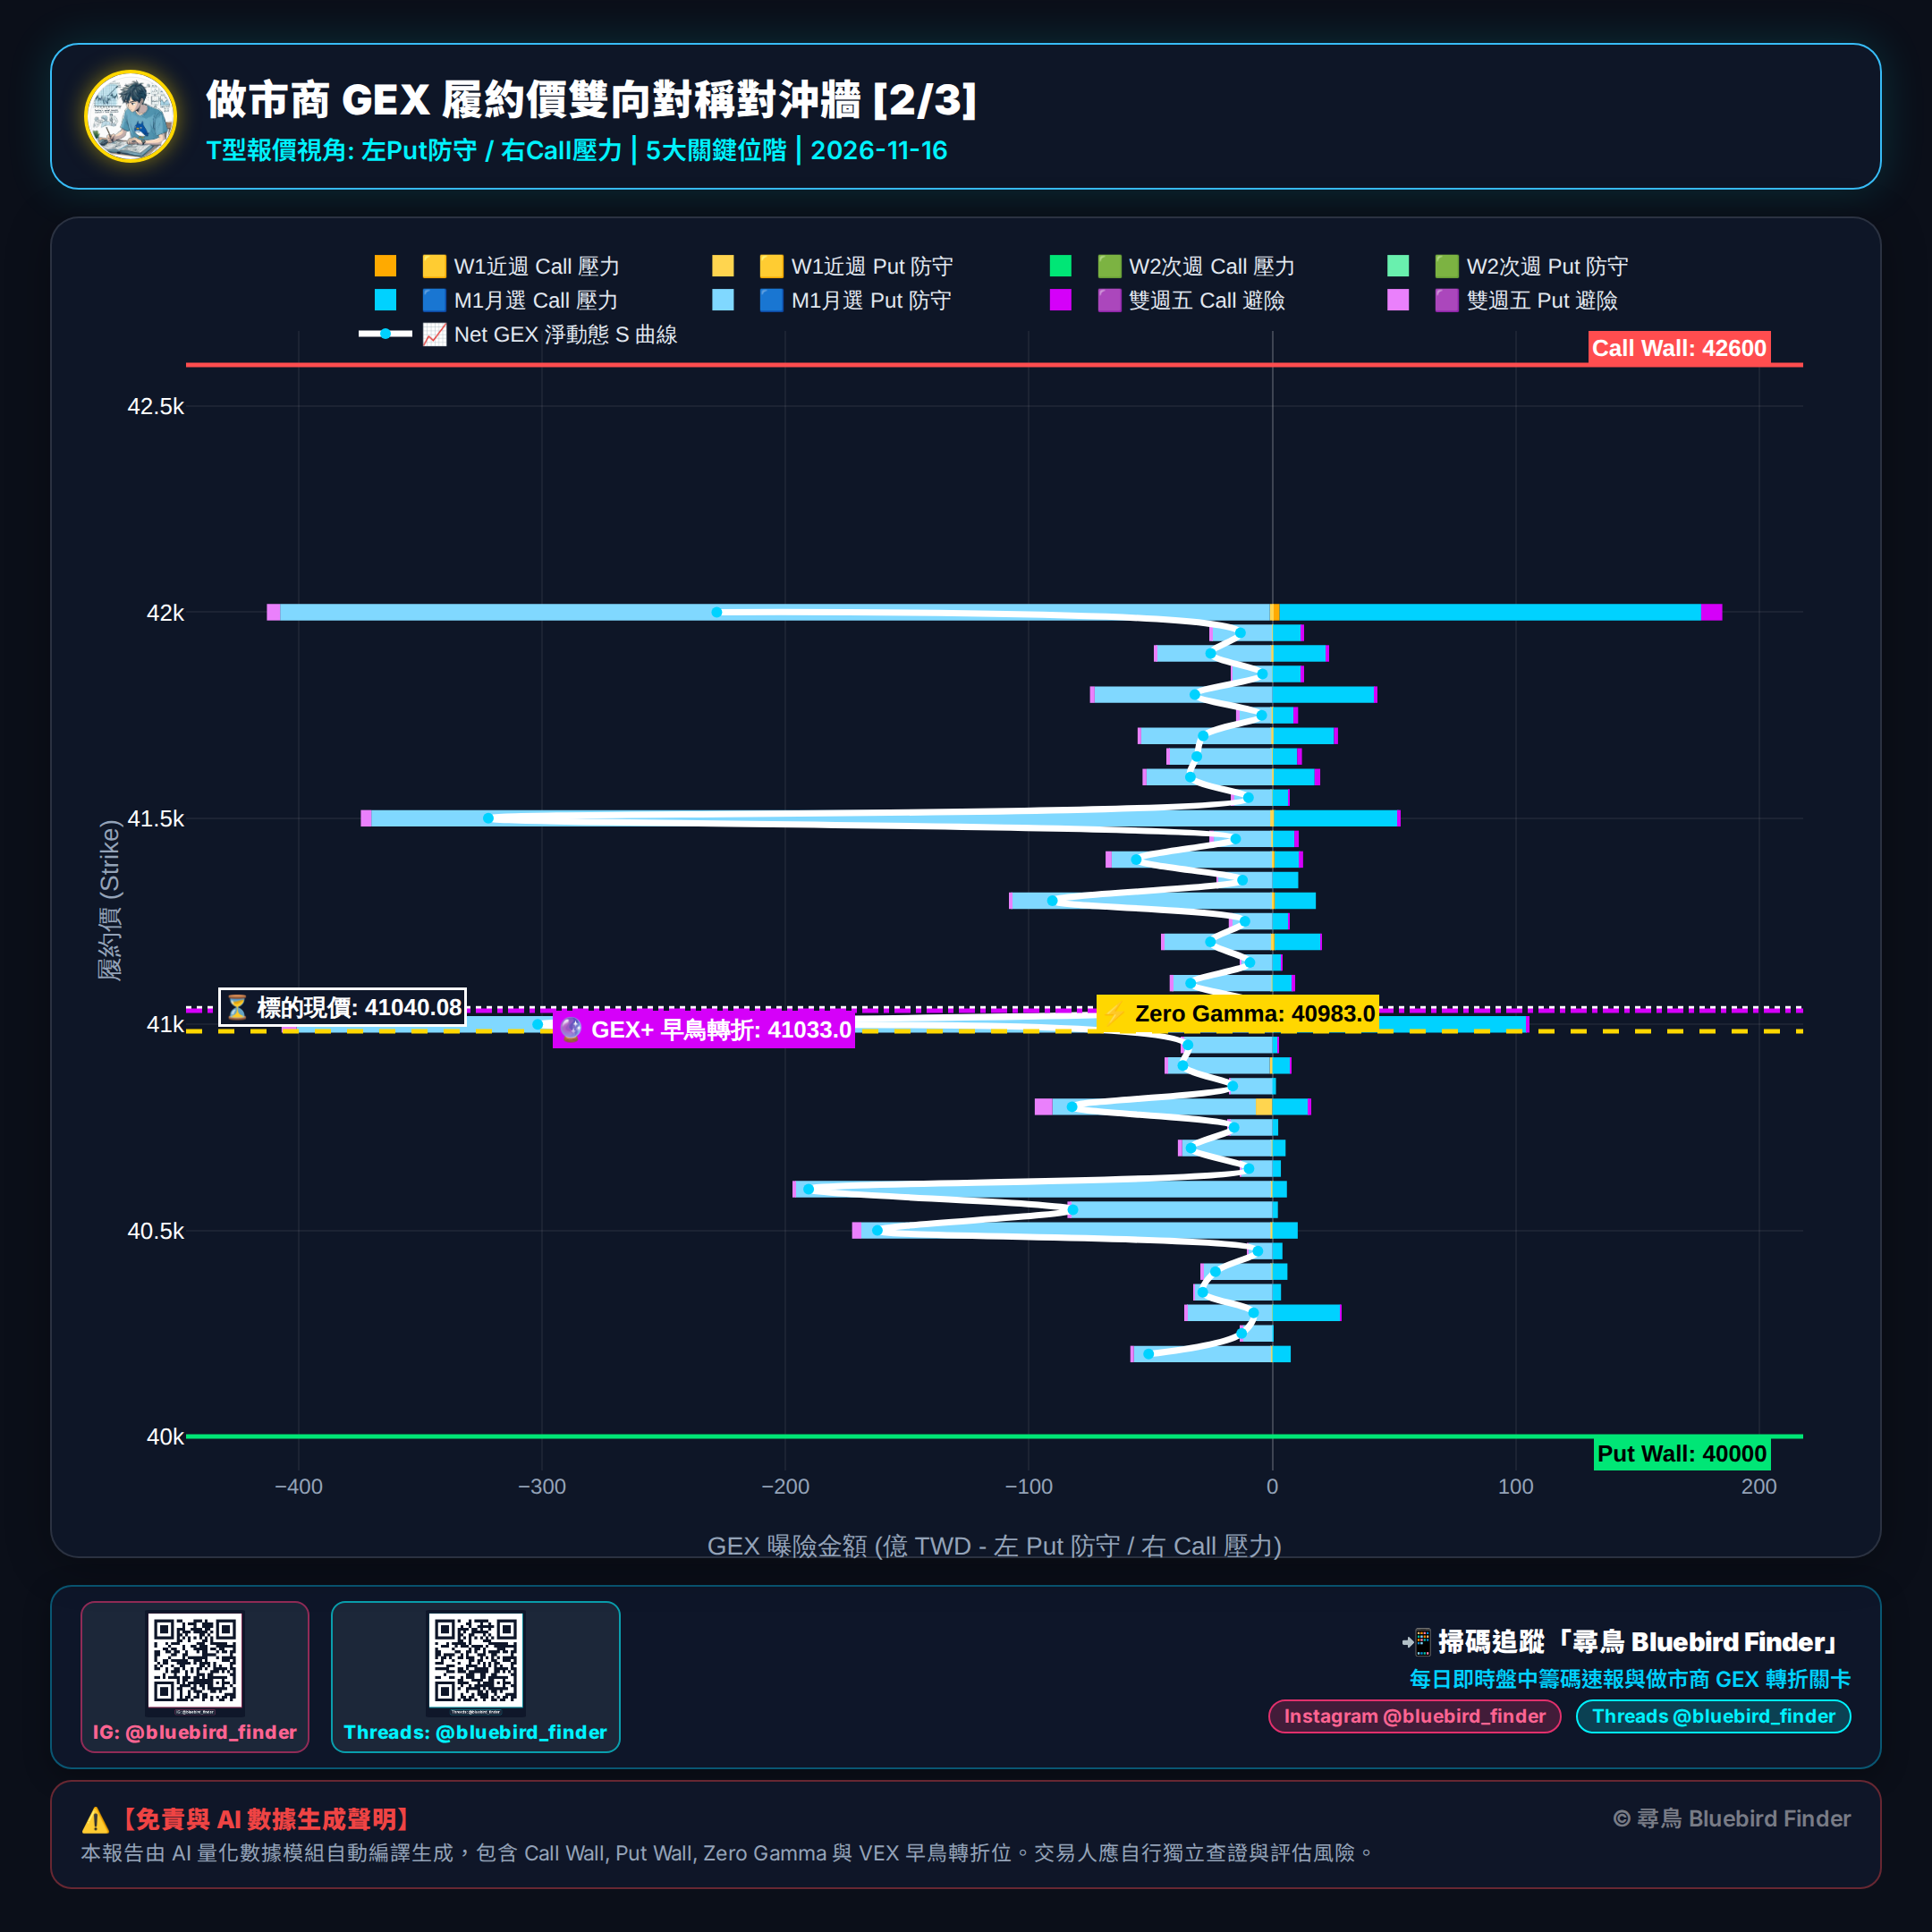 做市商 GEX 履約價雙向對稱對沖牆 [2/3]
T型報價視角: 左Put防守 / 右Call壓力 | 5大關鍵位階 | 2026-11-16
W1近週 Call 壓力
W1近週 Put 防守
W2次週 Call 壓力
W2次週 Put 防守
M1月選 Call 壓力
M1月選 Put 防守
雙週五 Call 避險
雙週五 Put 避險
Net GEX 淨動態 S 曲線
Call Wall: 42600
42.5k
42k
41.5k
履約價 (Strike)
標的現價: 41040.08
41k
GEX+ 早鳥轉折: 41033.0
Zero Gamma: 40983.0
40.5k
40k
Put Wall: 40000
−400
−300
−200
−100
0
100
200
GEX 曝險金額 (億 TWD - 左 Put 防守 / 右 Call 壓力)
IG: @bluebird_finder
IG: @bluebird_finder
Threads: @bluebird_finder
Threads: @bluebird_finder
掃碼追蹤「尋鳥 Bluebird Finder」
每日即時盤中籌碼速報與做市商 GEX 轉折關卡
Instagram @bluebird_finder
Threads @bluebird_finder
【免責與 AI 數據生成聲明】
© 尋鳥 Bluebird Finder
本報告由 AI 量化數據模組自動編譯生成，包含 Call Wall, Put Wall, Zero Gamma 與 VEX 早鳥轉折位。交易人應自行獨立查證與評估風險。